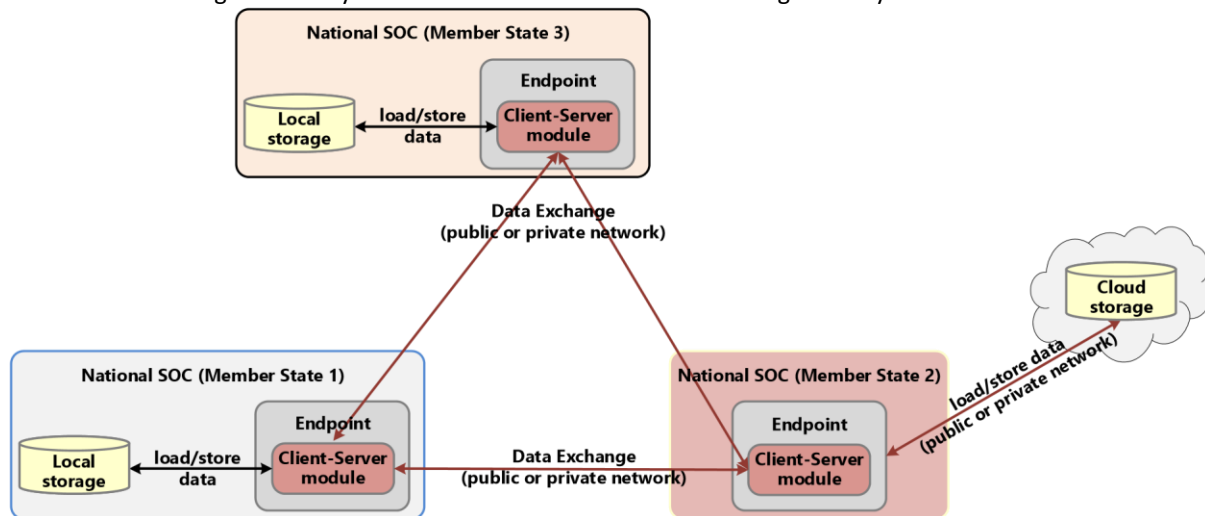 National SOC (Member State 3)
Endpoint
Local
storage
load/store
data
Client-Server
module
Data Exchange
(public or private network)
Cloud
storage
load/store data
(public or private network)
National SOC (Member State 1)
Endpoint
Local
storage
load/store
data
Client-Server
module
Data Exchange
(public or private network)
National SOC (Member State 2)
Endpoint
Client-Server
module